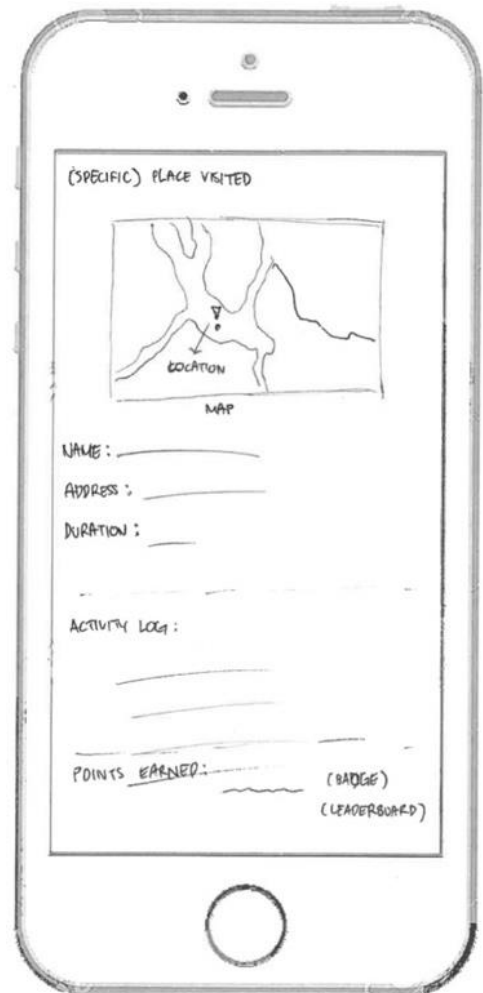 (SPECIFIC) PLACE VISITED
LOCATION
MAP
NAME:
ADDRESS:
DURATION:
ACTIVITY LOG:
POINTS EARNED:
(BADGE)
(LEADERBOARD)